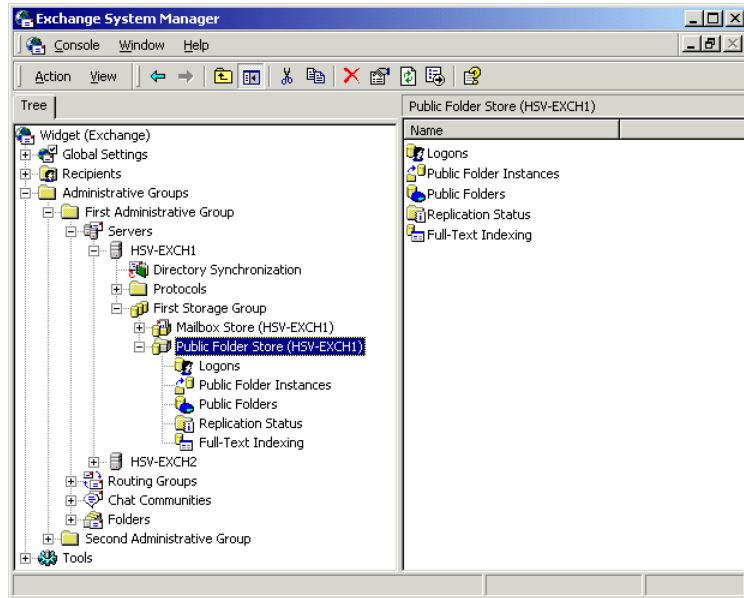 Exchange System Manager
Console Window Help
Action View
Tree
Public Folder Store (HSV-EXCH1)
Widget (Exchange)
Global Settings
Recipients
Administrative Groups
First Administrative Group
Servers
HSV-EXCH1
Directory Synchronization
Protocols
First Storage Group
Mailbox Store (HSV-EXCH1)
Public Folder Store (HSV-EXCH1)
Logons
Public Folder Instances
Public Folders
Replication Status
Full-Text Indexing
HSV-EXCH2
Routing Groups
Chat Communities
Folders
Second Administrative Group
Tools
Name
Logons
Public Folder Instances
Public Folders
Replication Status
Full-Text Indexing